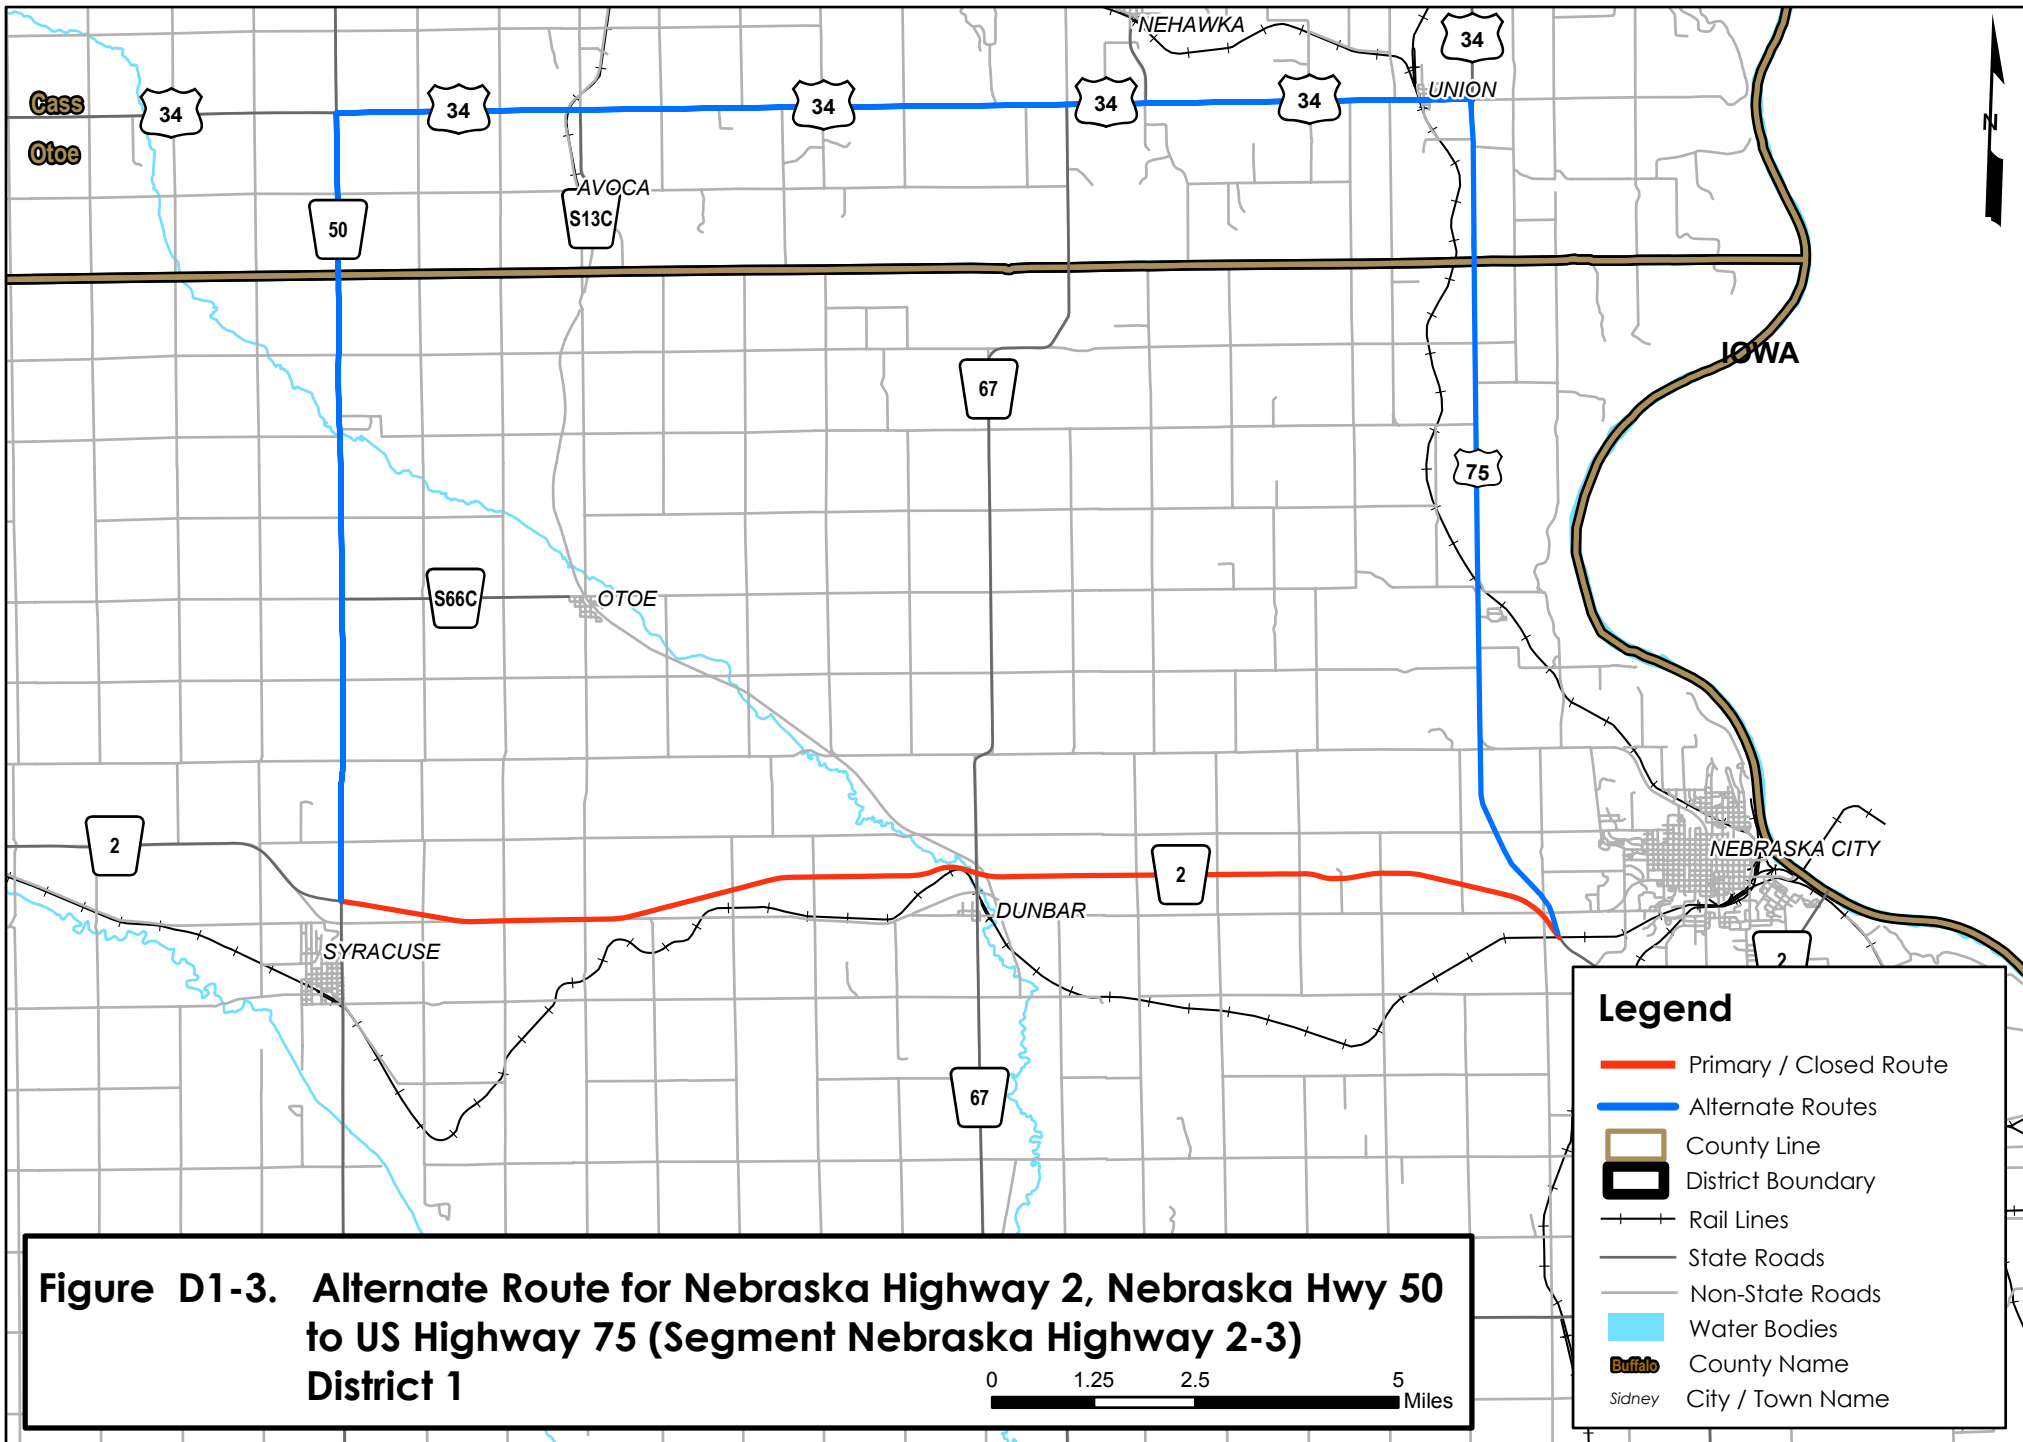 NEHAWKA
34
UNION
Cass
34
34
34
34
34
N
Otoe
AVOCA
S13C
50
IOWA
67
75
S66C
OTOE
2
2
NEBRASKA CITY
DUNBAR
SYRACUSE
2
67
Legend
Primary / Closed Route
Alternate Routes
County Line
District Boundary
Rail Lines
State Roads
Non-State Roads
Water Bodies
Buffalo County Name
Sidney City / Town Name
Figure D1-3. Alternate Route for Nebraska Highway 2, Nebraska Hwy 50
to US Highway 75 (Segment Nebraska Highway 2-3)
District 1
0 1.25 2.5 5
Miles